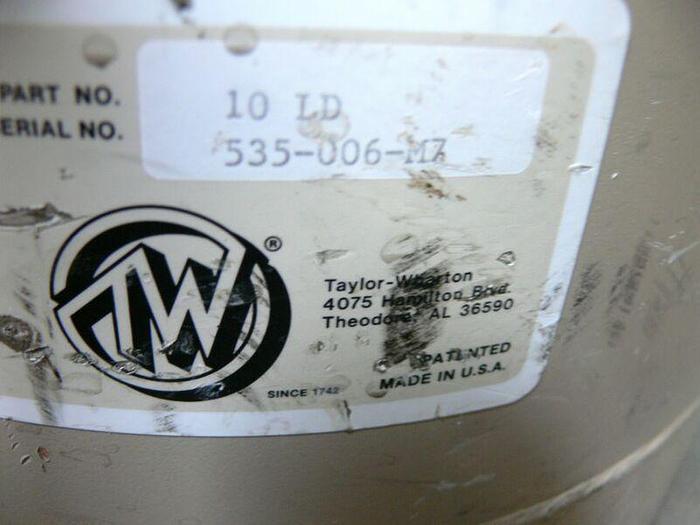 PART NO. 10 LD
ERIAL NO. 535-006-M7
TW ®
Taylor-Wharton
4075 Hamilton Blvd.
Theodore, AL 36590
PATENTED
MADE IN U.S.A.
SINCE 1742